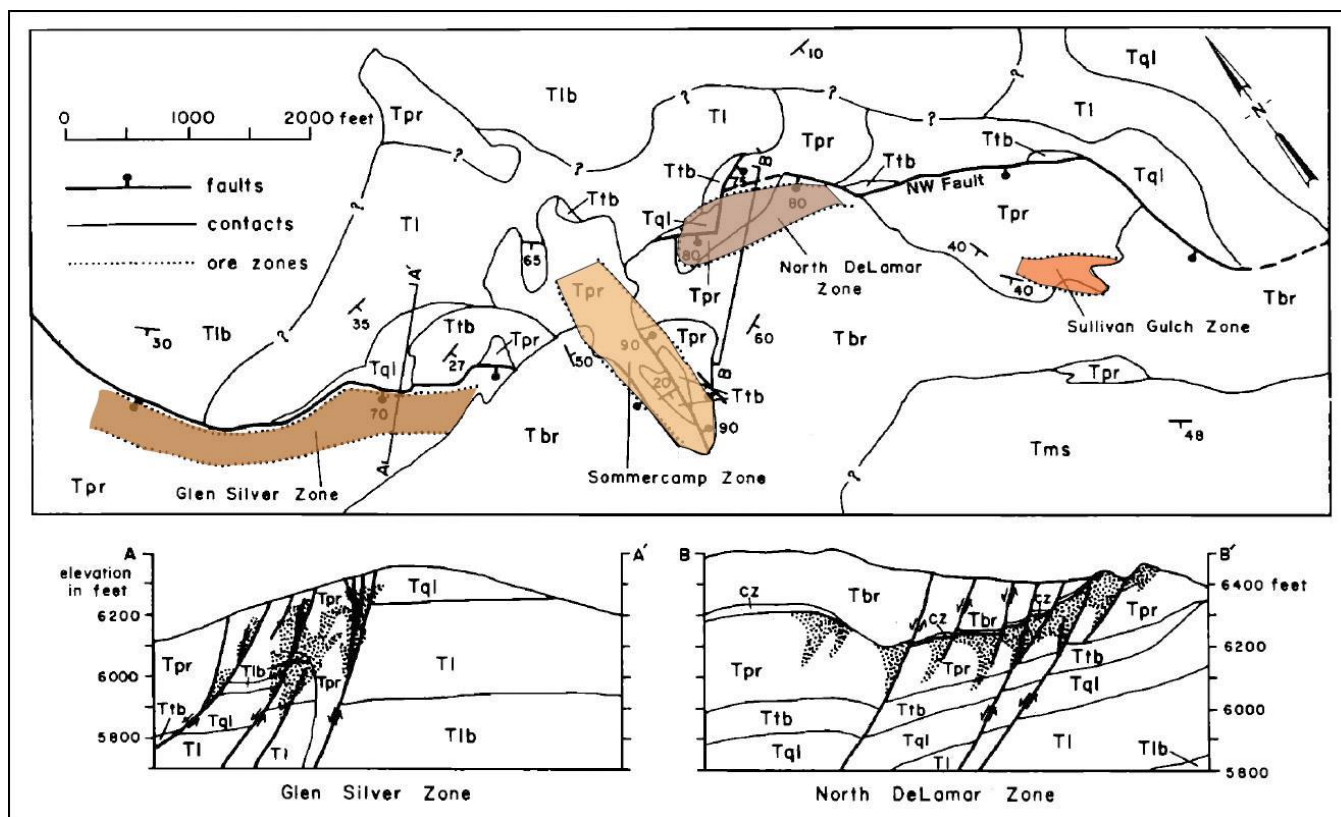 0 1000 2000 feet
faults
contacts
ore zones
N
10
Tql
Tlb
?
?
Tpr
Tl
?
Tl
Tpr
?
?
Ttb
Ttb
B'
Ttb
75
Ttb
NW Fault
Tql
?
Tl
Ttb
Tql
80
Tpr
65
80
40
A'
North DeLamar Zone
Tpr
Tpr
40
?
35
30
Tlb
Ttb
Tpr
Tpr
60
Tbr
Sullivan Gulch Zone
Tbr
?
Tql
27
50
90
B
Tpr
20
Ttb
70
90
Tbr
Tms
48
A
Sommercamp Zone
?
Tpr
Glen Silver Zone
A
A'
B
B'
elevation in feet
6200
6000
5800
Tql
Tpr
Tpr
Tlb
Tpr
Tl
Ttb
Tql
Tl
Tl
Tlb
Tbr
6400 feet
cz
cz
Tbr
cz
Tpr
6200
Tpr
Tpr
Ttb
Tql
Ttb
Ttb
6000
Tql
Tql
Tl
Tl
Tlb
5800
Glen Silver Zone
North DeLamar Zone